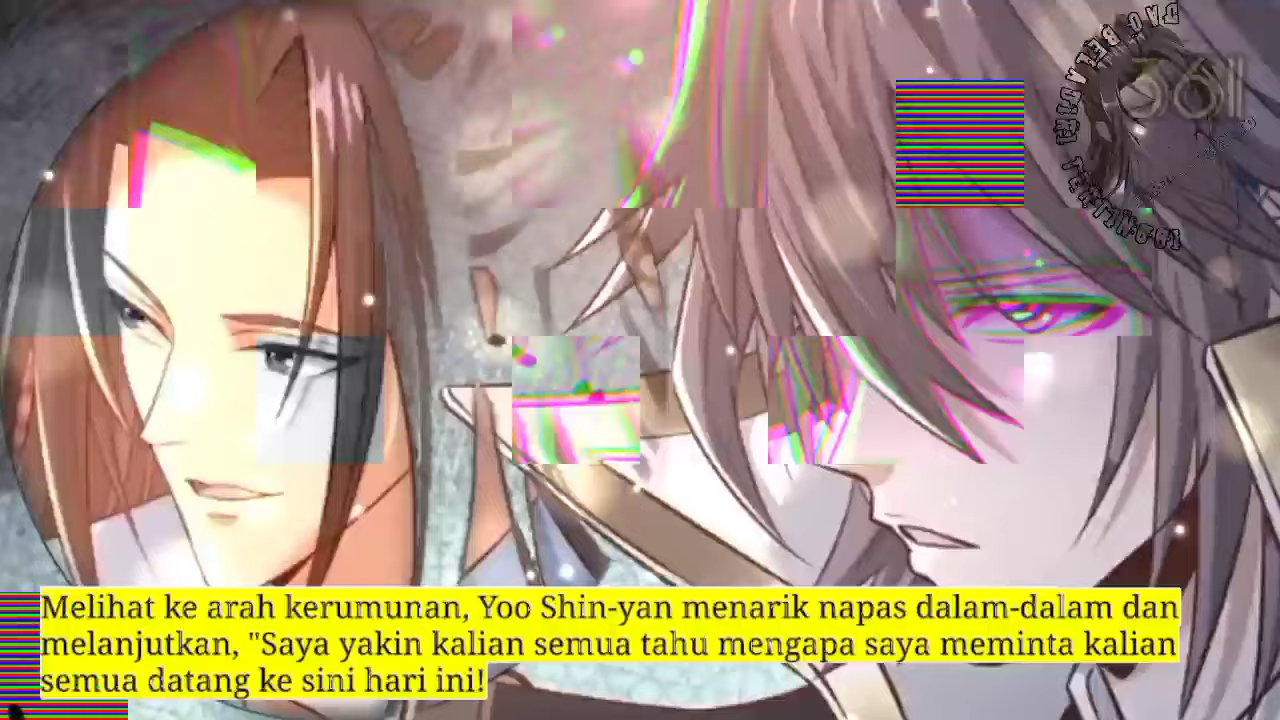 361
Melihat ke arah kerumunan, Yoo Shin-yan menarik napas dalam-dalam dan
melanjutkan, "Saya yakin kalian semua tahu mengapa saya meminta kalian
semua datang ke sini hari ini!